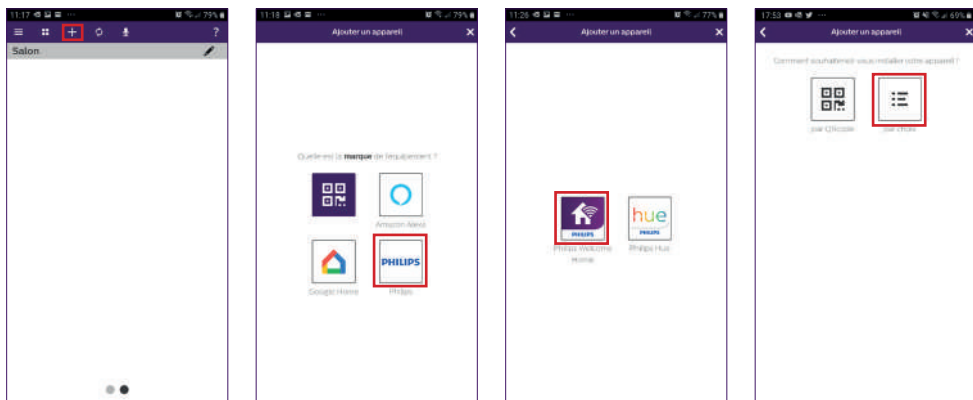 11:17
79%
?
Salon
11:18
79%
Ajouter un appareil
Quelle est la marque de l'équipement ?
Amazon Alexa
PHILIPS
Google Home
Philips
11:26
77%
Ajouter un appareil
PHILIPS
hue
PHILIPS
Philips Welcome
Home
Philips Hue
17:53
69%
Ajouter un appareil
Comment souhaiteriez-vous installer votre appareil ?
par QRcode
par choix